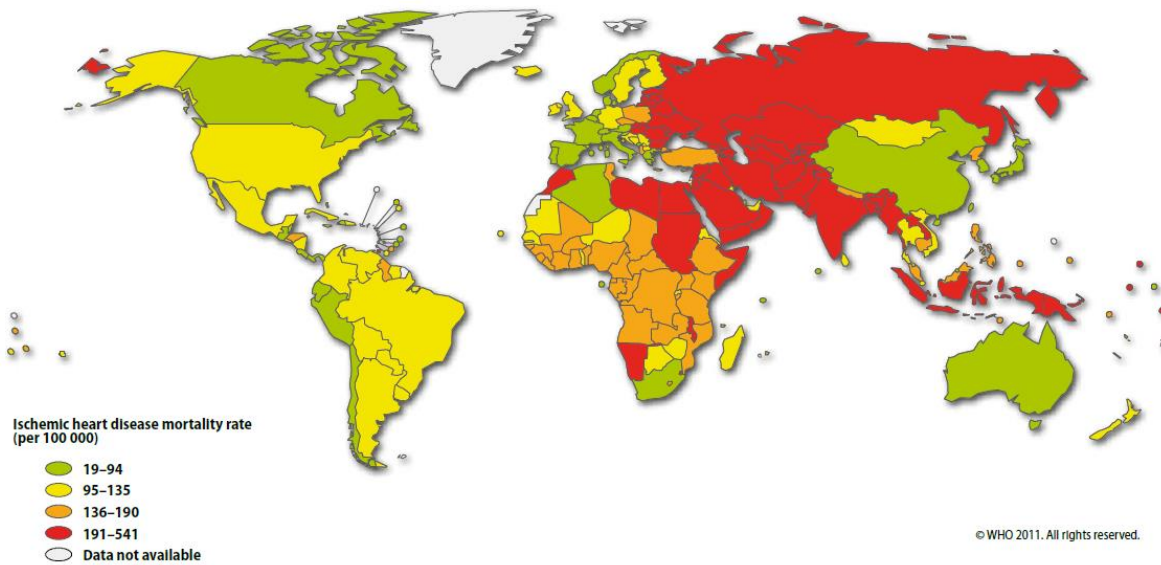 Ischemic heart disease mortality rate
(per 100 000)
19–94
95–135
136–190
191–541
Data not available
© WHO 2011. All rights reserved.